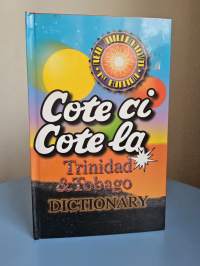 Cote ci
Cote la
Trinidad
& Tobago
DICTIONARY